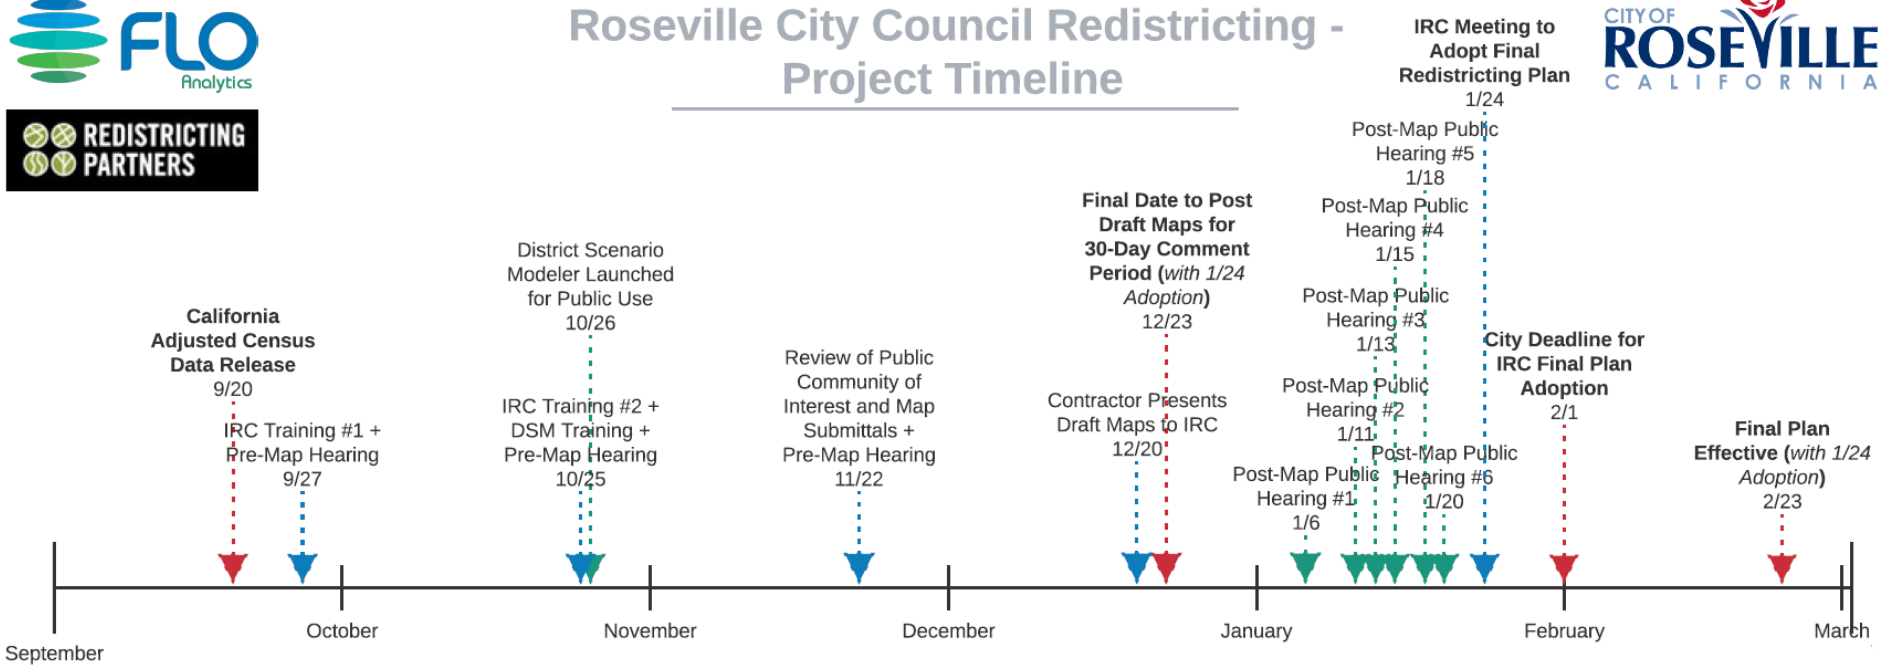 FLO
Analytics
REDISTRICTING
PARTNERS
Roseville City Council Redistricting -
Project Timeline
CITY OF
ROSEVILLE
CALIFORNIA
California
Adjusted Census
Data Release
9/20
IRC Training #1 +
Pre-Map Hearing
9/27
District Scenario
Modeler Launched
for Public Use
10/26
IRC Training #2 +
DSM Training +
Pre-Map Hearing
10/25
Review of Public
Community of
Interest and Map
Submittals +
Pre-Map Hearing
11/22
Final Date to Post
Draft Maps for
30-Day Comment
Period (with 1/24
Adoption)
12/23
Contractor Presents
Draft Maps to IRC
12/20
IRC Meeting to
Adopt Final
Redistricting Plan
1/24
Post-Map Public
Hearing #5
1/18
Post-Map Public
Hearing #4
1/15
Post-Map Public
Hearing #3
1/13
Post-Map Public
Hearing #2
1/11
Post-Map Public
Hearing #1
1/6
Post-Map Public
Hearing #6
1/20
City Deadline for
IRC Final Plan
Adoption
2/1
Final Plan
Effective (with 1/24
Adoption)
2/23
September
October
November
December
January
February
March